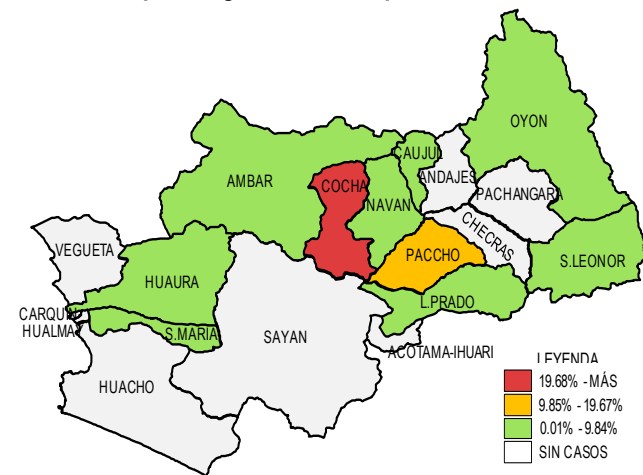 OYON
CAUJUL
ANDAJES
AMBAR
COCHA
PACHANGARA
NAVAN
CHECRAS
VEGUETA
PACCHO
S.LEONOR
HUAURA
L.PRADO
CARQUIN
HUALMAY
S.MARIA
SAYAN
ACOTAMA-IHUARI
HUACHO
LEYENDA
19.68% - MÁS
9.85% - 19.67%
0.01% - 9.84%
SIN CASOS